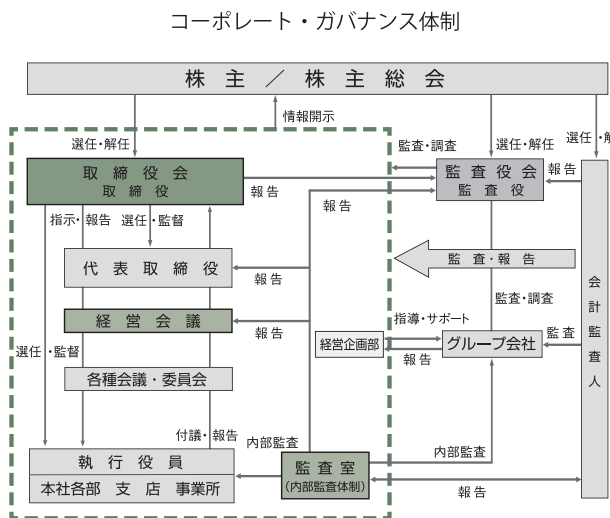 コーポレート・ガバナンス体制
株主／株主総会
情報開示
選任・解任
選任・解任
選任・解
監査・調査
取締役会
取締役
報告
監査役会
監査役
報告
指示・報告
選任・監督
報告
代表取締役
報告
監査・報告
会計監査人
経営会議
報告
監査・調査
指導・サポート
選任・監督
経営企画部
グループ会社
監査
報告
各種会議・委員会
付議・報告
内部監査
内部監査
執行役員
本社各部 支店 事業所
監査室
（内部監査体制）
報告